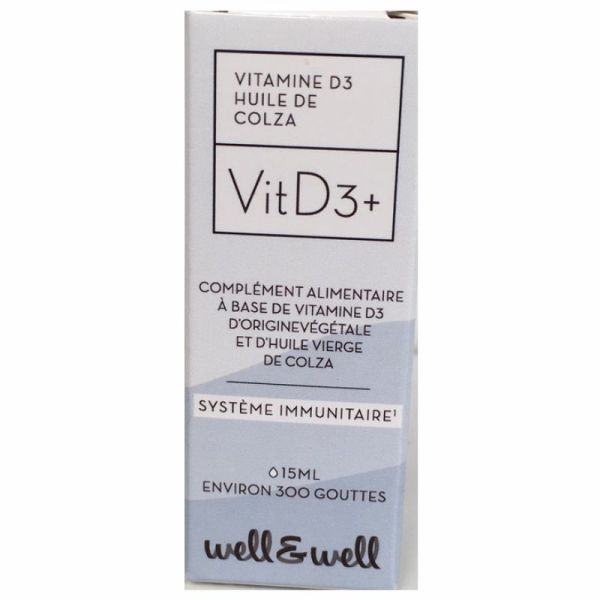 VITAMINE D3
HUILE DE
COLZA
VitD3+
COMPLÉMENT ALIMENTAIRE
À BASE DE VITAMINE D3
D'ORIGINEVÉGÉTALE
ET D'HUILE VIERGE
DE COLZA
SYSTÈME IMMUNITAIRE¹
15ML
ENVIRON 300 GOUTTES
well&well